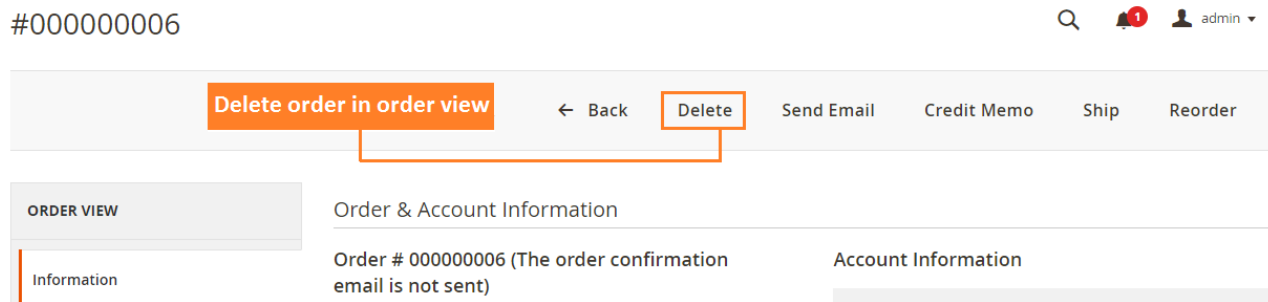 #000000006
1
admin
Delete order in order view
Back
Delete
Send Email
Credit Memo
Ship
Reorder
ORDER VIEW
Order & Account Information
Information
Order # 000000006 (The order confirmation
email is not sent)
Account Information